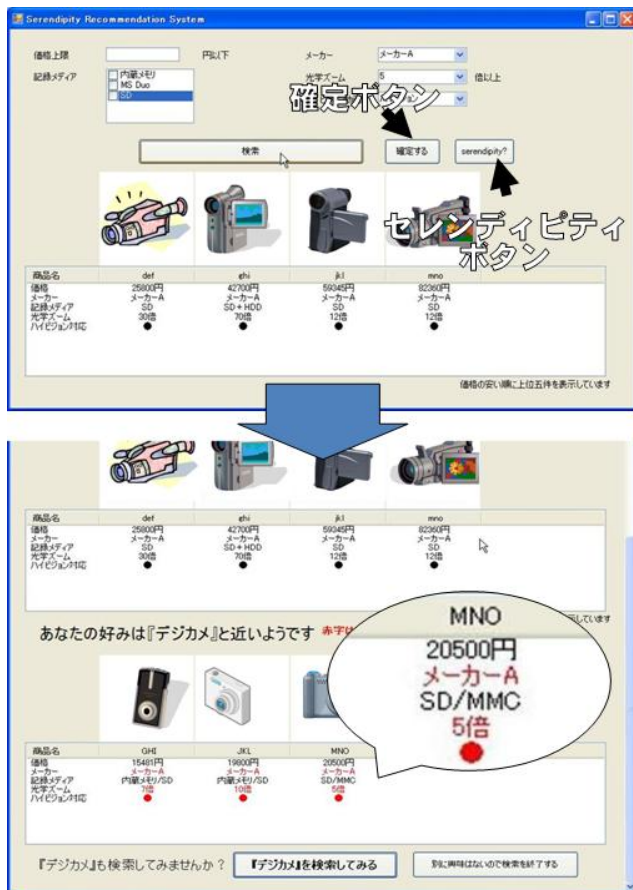 Serendipity Recommendation System
価格上限 円以下 メーカー メーカーA
記録メディア 内蔵メモリ 光学ズーム 5 倍以上
MS Duo
SD
確定ボタン
検索 確定する serendipity?
セレンディピティ
ボタン
商品名 def ghi jkl mno
価格 25800円 42700円 59345円 82360円
メーカー メーカーA メーカーA メーカーA メーカーA
記録メディア SD SD+HDD SD SD
光学ズーム 30倍 70倍 12倍 12倍
ハイビジョン対応 ● ● ● ●
価格の安い順に上位五件を表示しています
商品名 def ghi jkl mno
価格 25800円 42700円 59345円 82360円
メーカー メーカーA メーカーA メーカーA メーカーA
記録メディア SD SD+HDD SD SD
光学ズーム 30倍 70倍 12倍 12倍
ハイビジョン対応 ● ● ● ●
しています
あなたの好みは『デジカメ』と近いようです 赤字は
MNO
20500円
メーカーA
SD/MMC
5倍
●
商品名 GHI JKL MNO
価格 15481円 19800円 20500円
メーカー メーカーA メーカーA メーカーA
記録メディア 内蔵メモリ/SD 内蔵メモリ/SD SD/MMC
光学ズーム 7倍 10倍 5倍
ハイビジョン対応 ● ● ●
『デジカメ』も検索してみませんか？ 『デジカメ』を検索してみる 別に興味はないので検索を終了する